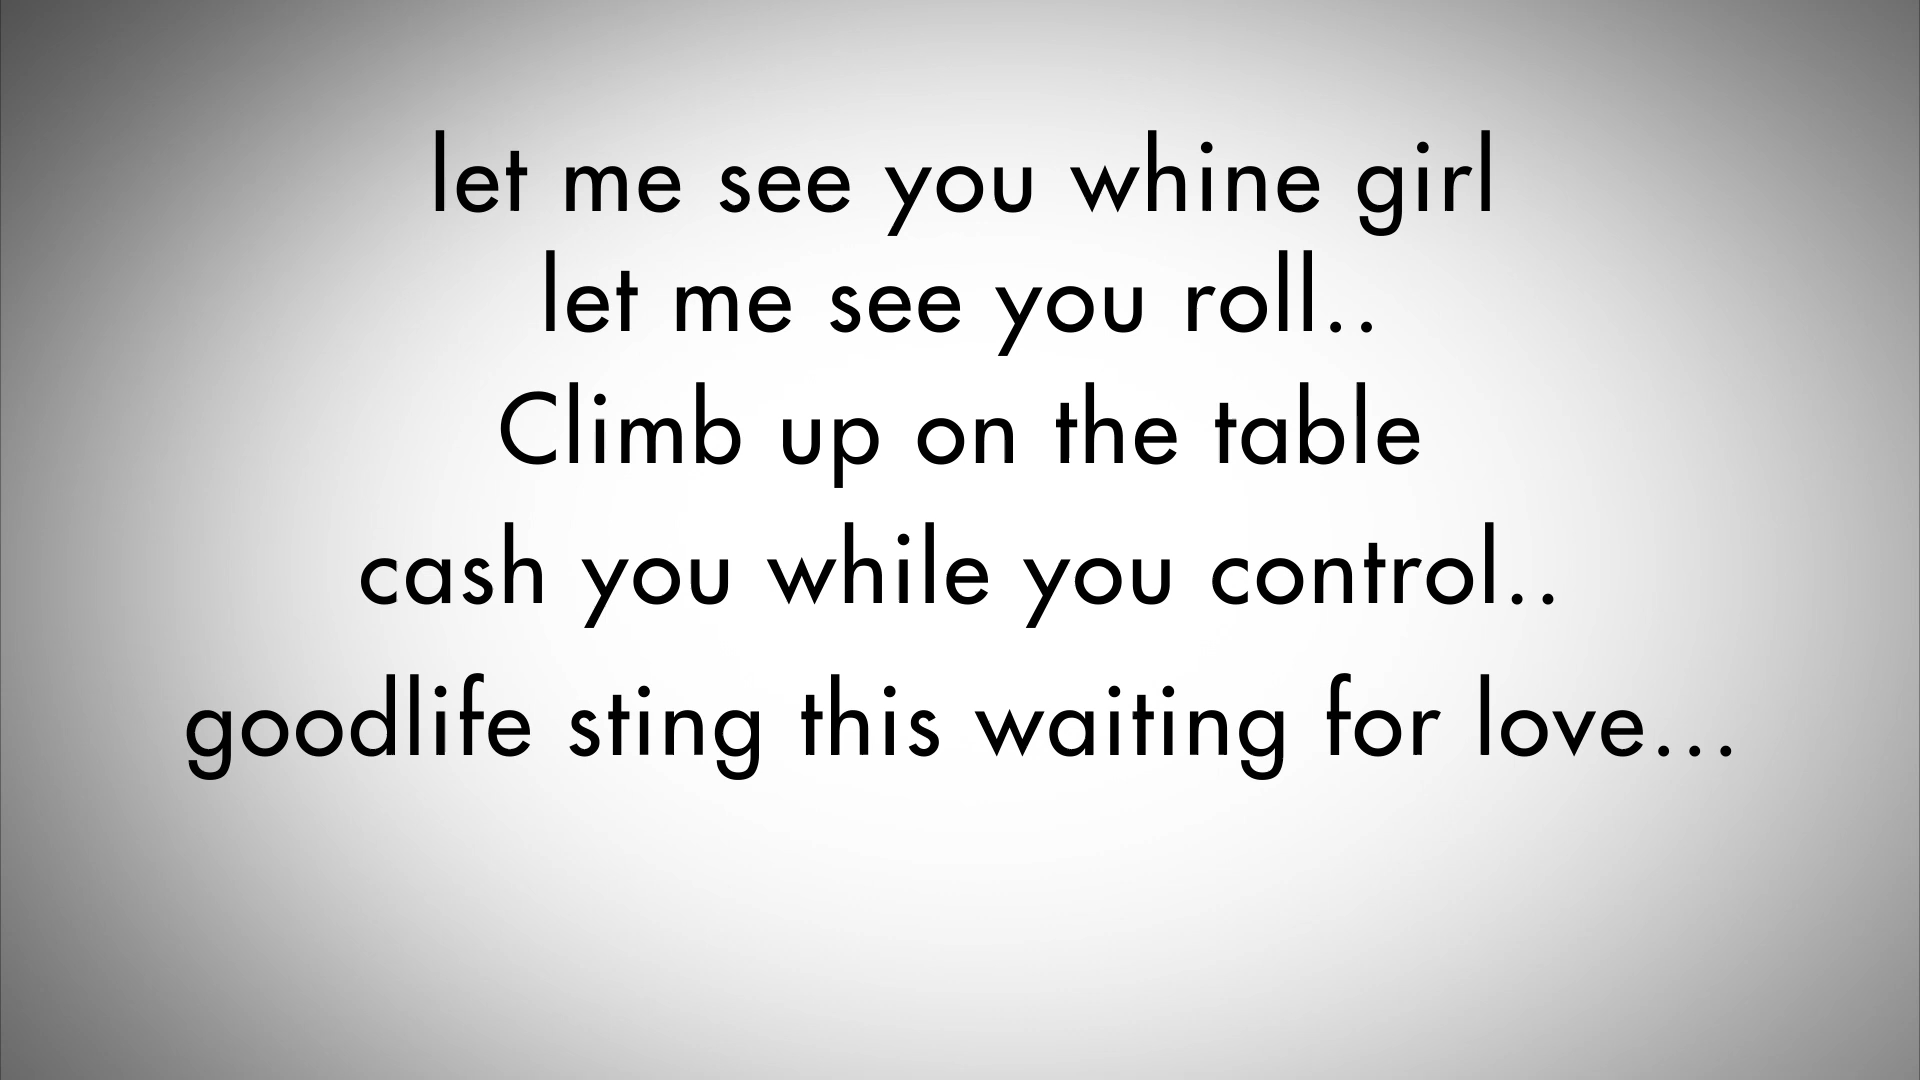 let me see you whine girl
let me see you roll..
Climb up on the table
cash you while you control..
goodlife sting this waiting for love...